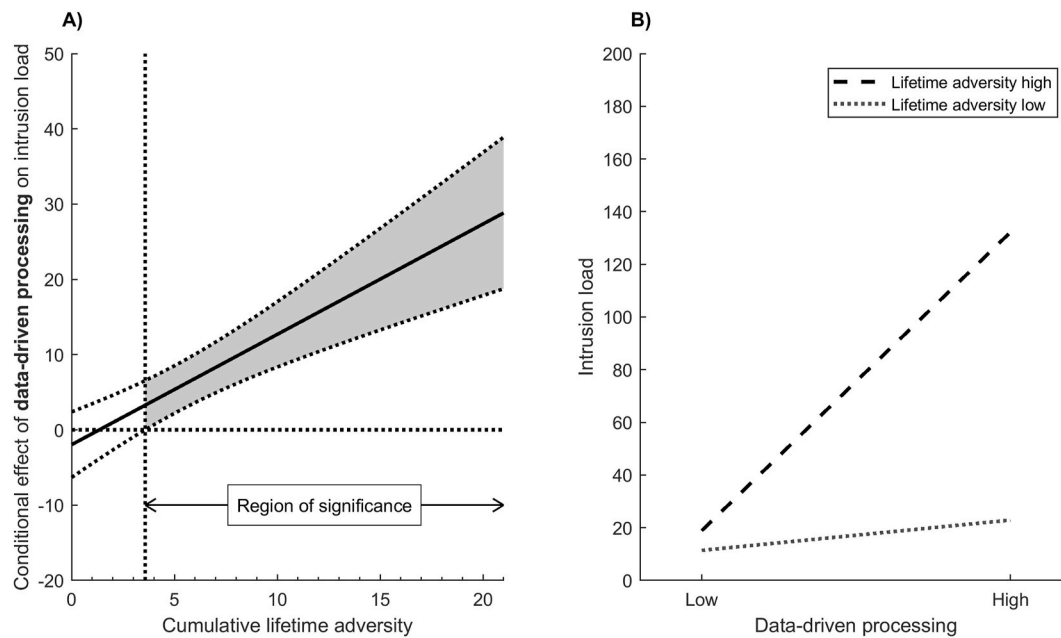 A)
Conditional effect of data-driven processing on intrusion load
50
40
30
20
10
0
-10
-20
Region of significance
0
5
10
15
20
Cumulative lifetime adversity
B)
Intrusion load
200
180
160
140
120
100
80
60
40
20
0
Lifetime adversity high
Lifetime adversity low
Low
High
Data-driven processing